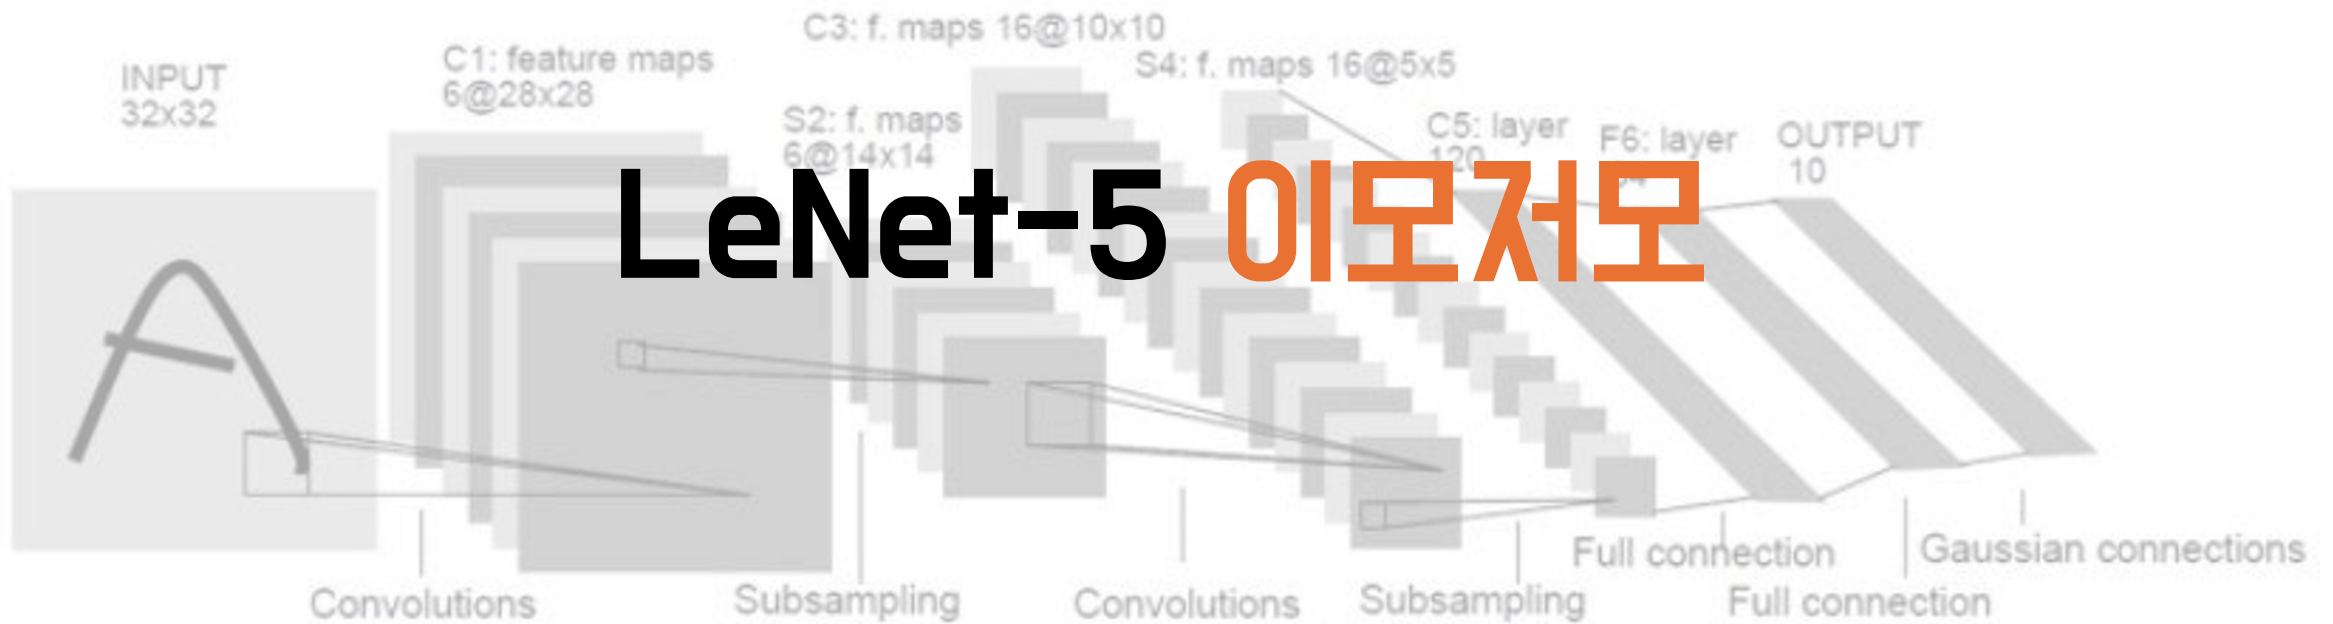 INPUT
32x32
C1: feature maps
6@28x28
S2: f. maps
6@14x14
C3: f. maps 16@10x10
S4: f. maps 16@5x5
C5: layer
120
F6: layer
OUTPUT
10
LeNet-5 이모저모
Convolutions
Subsampling
Convolutions
Subsampling
Full connection
Full connection
Gaussian connections